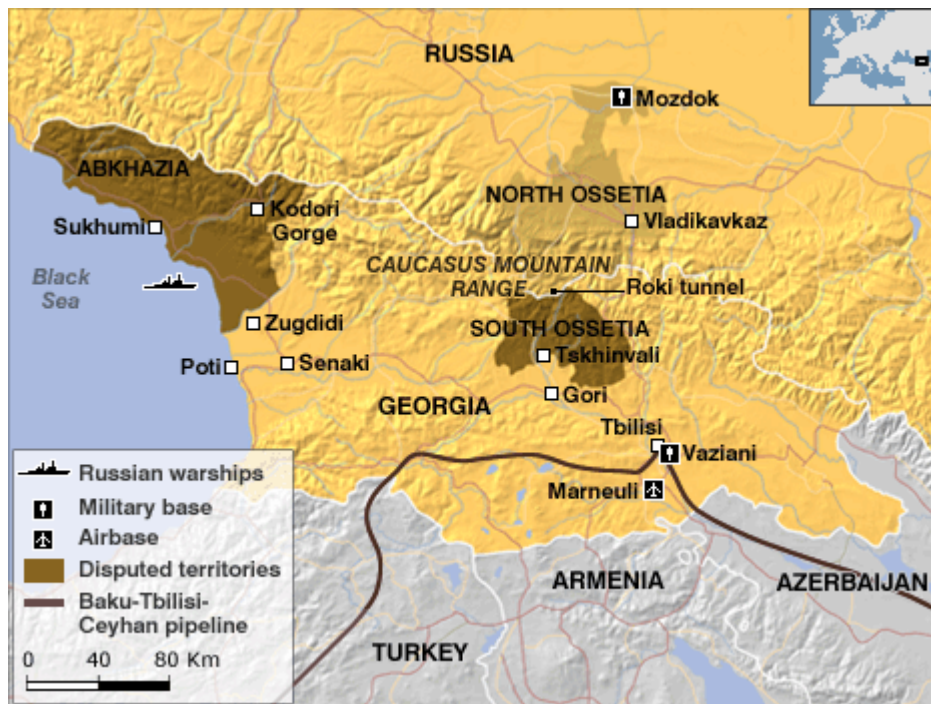 RUSSIA
Mozdok
ABKHAZIA
NORTH OSSETIA
Kodori
Gorge
Sukhumi
Vladikavkaz
Black
Sea
CAUCASUS MOUNTAIN
RANGE
Roki tunnel
Zugdidi
SOUTH OSSETIA
Tskhinvali
Poti
Senaki
Gori
GEORGIA
Tbilisi
Vaziani
Marneuli
Russian warships
Military base
Airbase
Disputed territories
Baku-Tbilisi-
Ceyhan pipeline
0 40 80 Km
ARMENIA
AZERBAIJAN
TURKEY